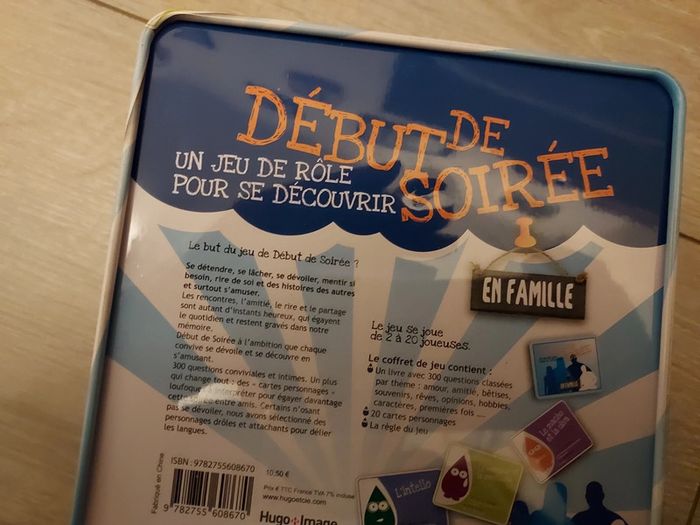 DÉBUT DE
SOIRÉE
UN JEU DE RÔLE
POUR SE DÉCOUVRIR
EN FAMILLE
Le but du jeu de Début de Soirée ?
Se détendre, se lâcher, se dévoiler, mentir si
besoin, rire de soi et des histoires des autres
et surtout s'amuser.
Les rencontres, l'amitié, le rire et le partage
sont autant d'instants heureux, qui égayent
le quotidien et restent gravés dans notre
mémoire.
Début de Soirée à l'ambition que chaque
convive se dévoile et se découvre en
s'amusant.
300 questions conviviales et intimes. Un plus
qui change tout : des « cartes personnages »
loufoques à interpréter pour égayer davantage
cette soirée entre amis. Certains n'osant
pas se dévoiler, nous avons sélectionné des
personnages drôles et attachants pour délier
les langues.
Le jeu se joue
de 2 à 20 joueuses.
Le coffret de jeu contient :
Un livre avec 300 questions classées
par thème : amour, amitié, bêtises,
souvenirs, rêves, opinions, hobbies,
caractères, premières fois ...
20 cartes personnages
La règle du jeu
EN FAMILLE
Le macho
L'intello
ISBN : 9782755608670
9 782755 608670
10,50 €
Prix € TTC France TVA 7% incluse
www.hugoetcie.com
Hugo Image
Fabriqué en Chine